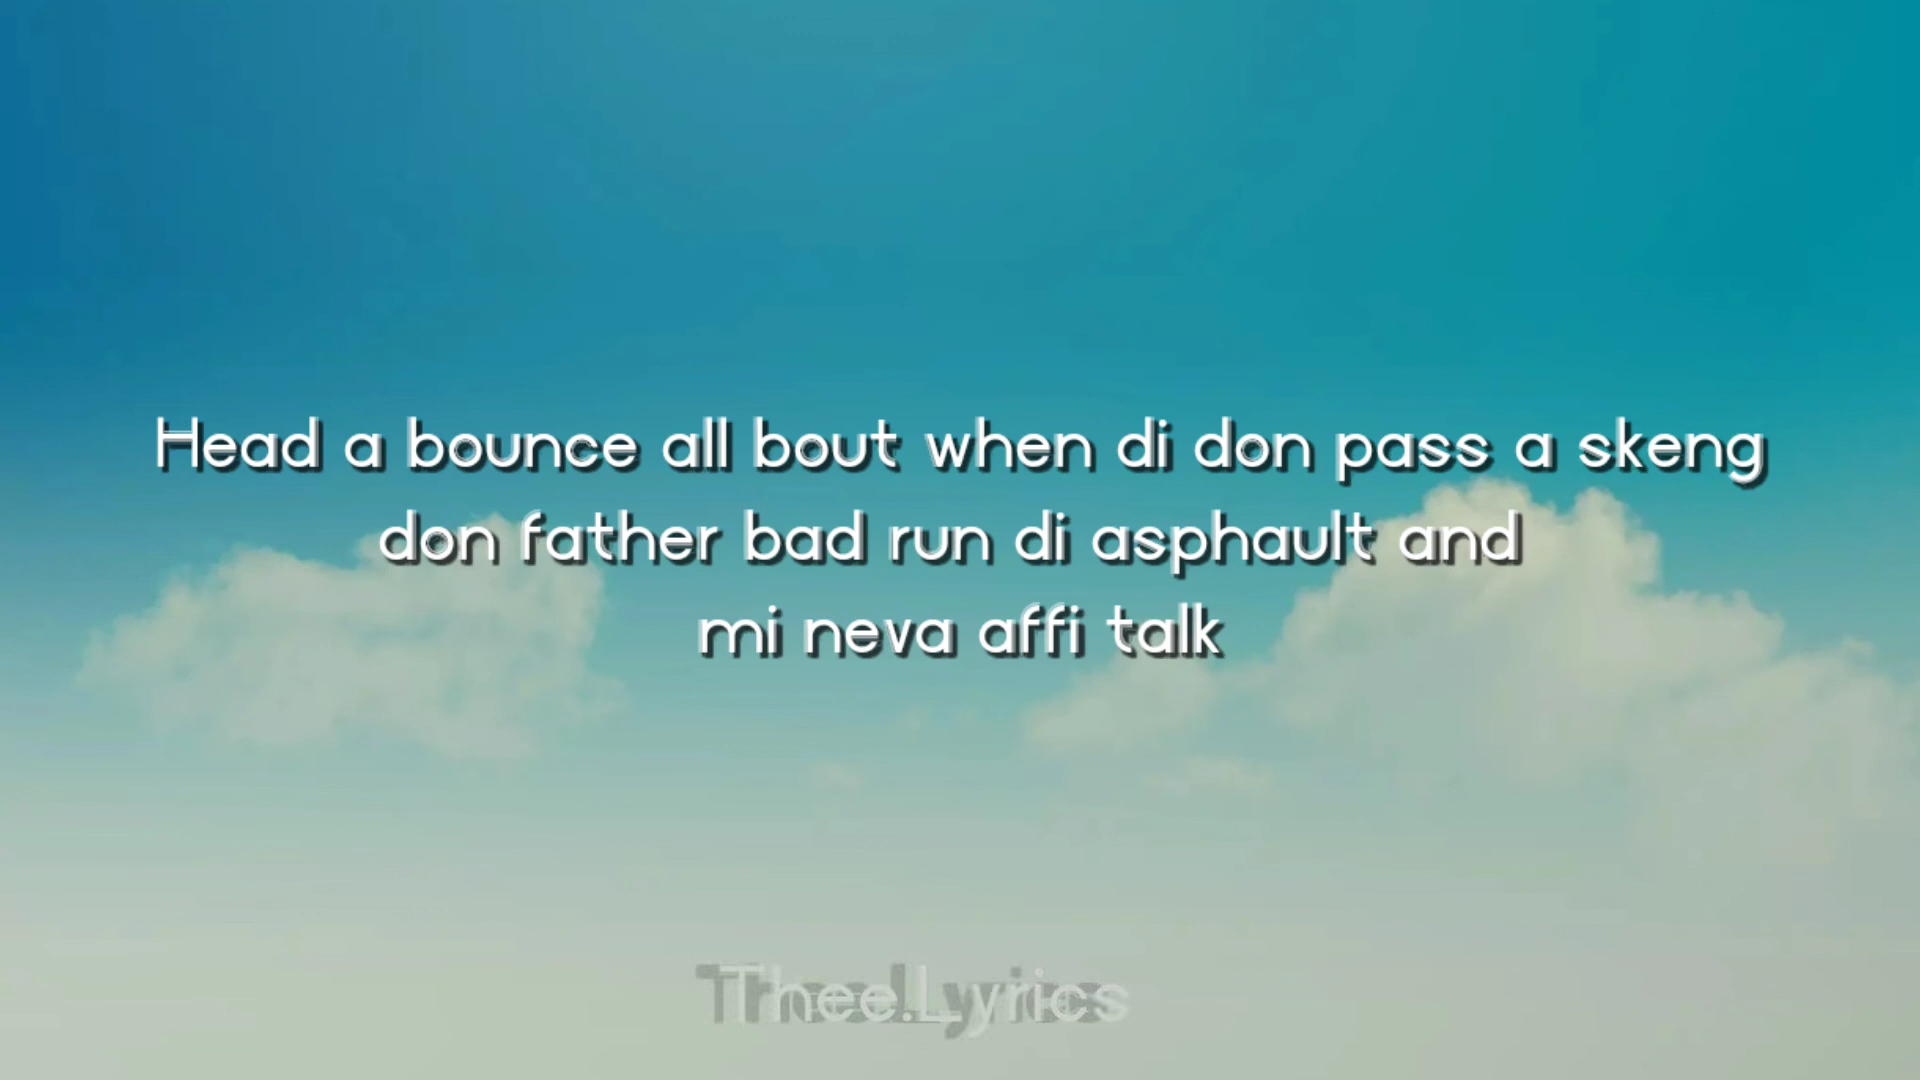 Head a bounce all bout when di don pass a skeng
don father bad run di asphault and
mi neva affi talk
Thee.Lyrics